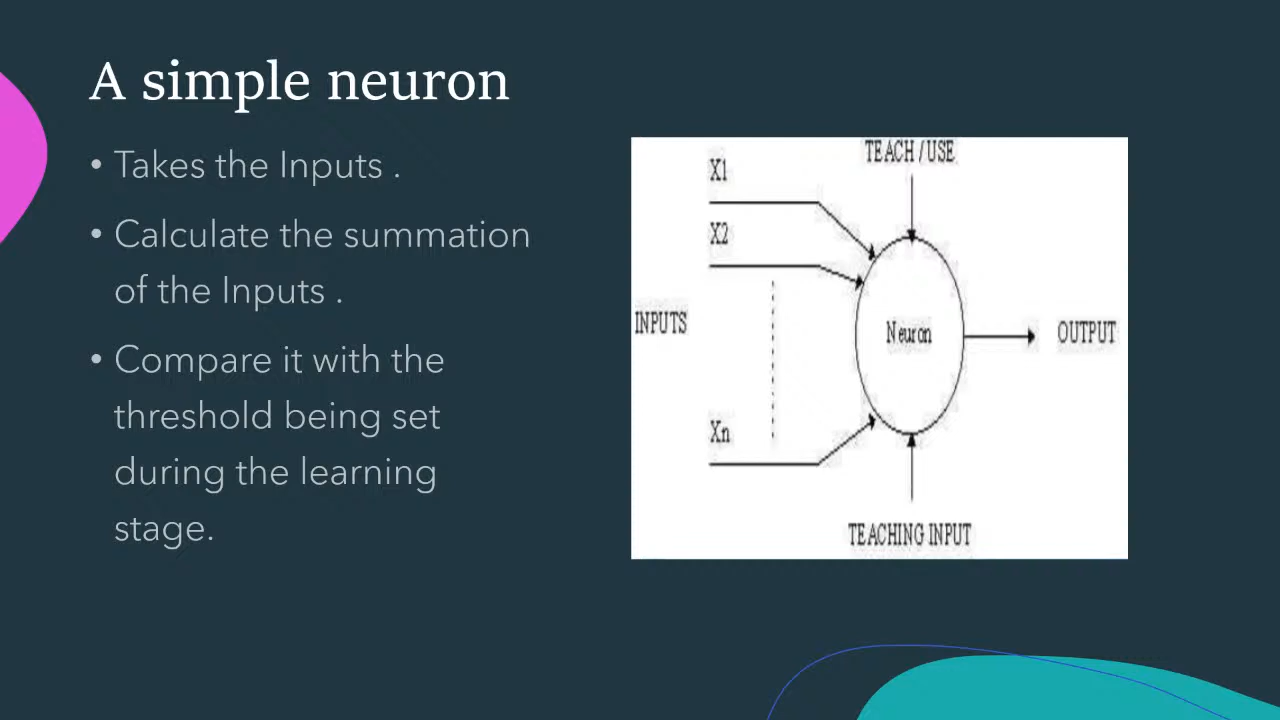 A simple neuron
• Takes the Inputs .
• Calculate the summation
of the Inputs .
• Compare it with the
threshold being set
during the learning
stage.
TEACH / USE
X1
X2
INPUTS
Neuron
OUTPUT
Xn
TEACHING INPUT